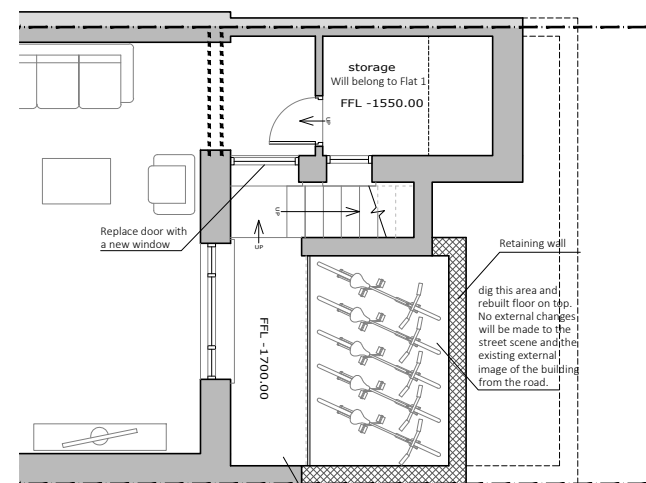 storage
Will belong to Flat 1
FFL -1550.00
UP
Replace door with
a new window
UP
UP
Retaining wall
FFL -1700.00
dig this area and
rebuilt floor on top.
No external changes
will be made to the
street scene and the
existing external
image of the building
from the road.